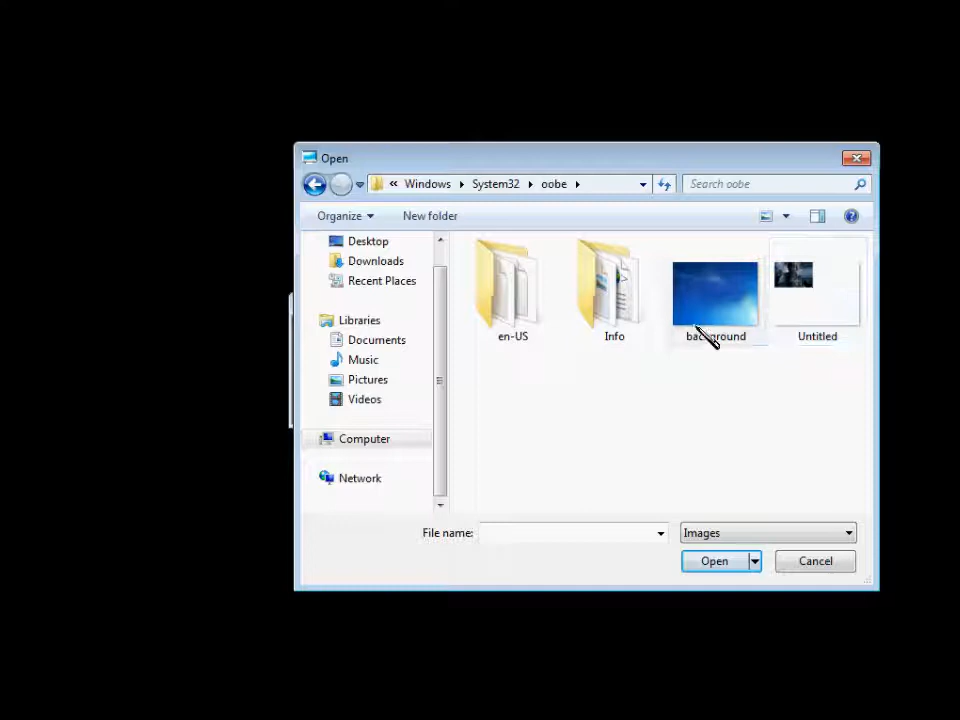 Open
« Windows System32 oobe
Search oobe
Organize
New folder
Desktop
Downloads
Recent Places
Libraries
Documents
Music
Pictures
Videos
Computer
Network
en-US
Info
background
Untitled
File name:
Images
Open
Cancel